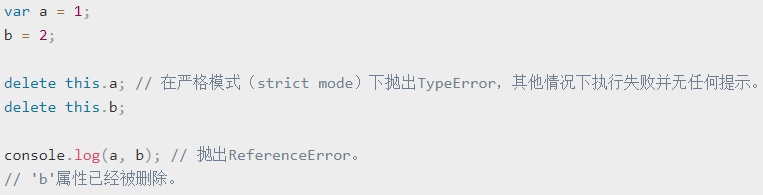 var a = 1;
b = 2;
delete this.a; // 在严格模式（strict mode）下抛出TypeError，其他情况下执行失败并无任何提示。
delete this.b;
console.log(a, b); // 抛出ReferenceError。
// 'b'属性已经被删除。